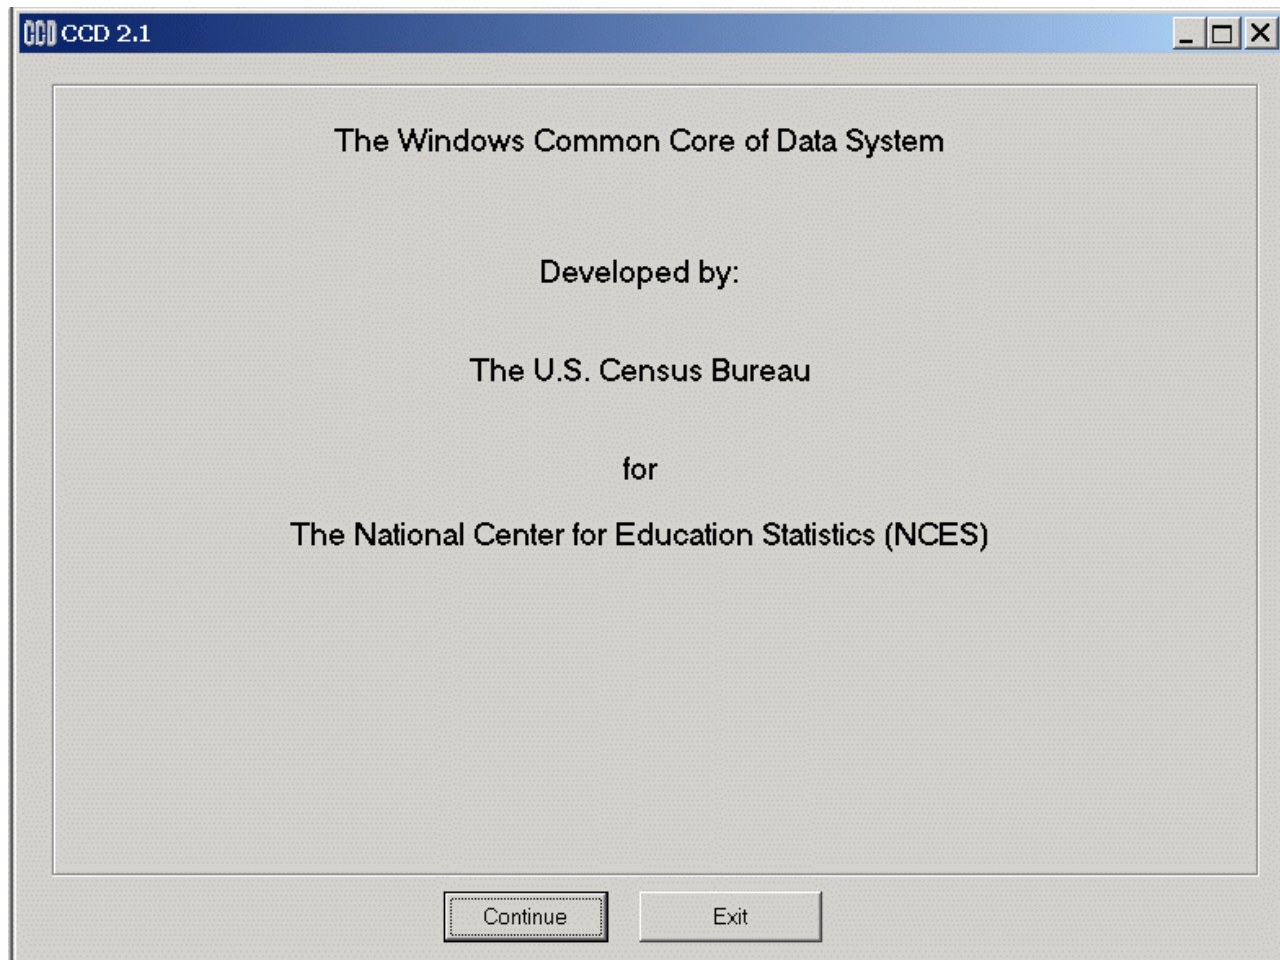 CCD CCD 2.1
The Windows Common Core of Data System
Developed by:
The U.S. Census Bureau
for
The National Center for Education Statistics (NCES)
Continue Exit